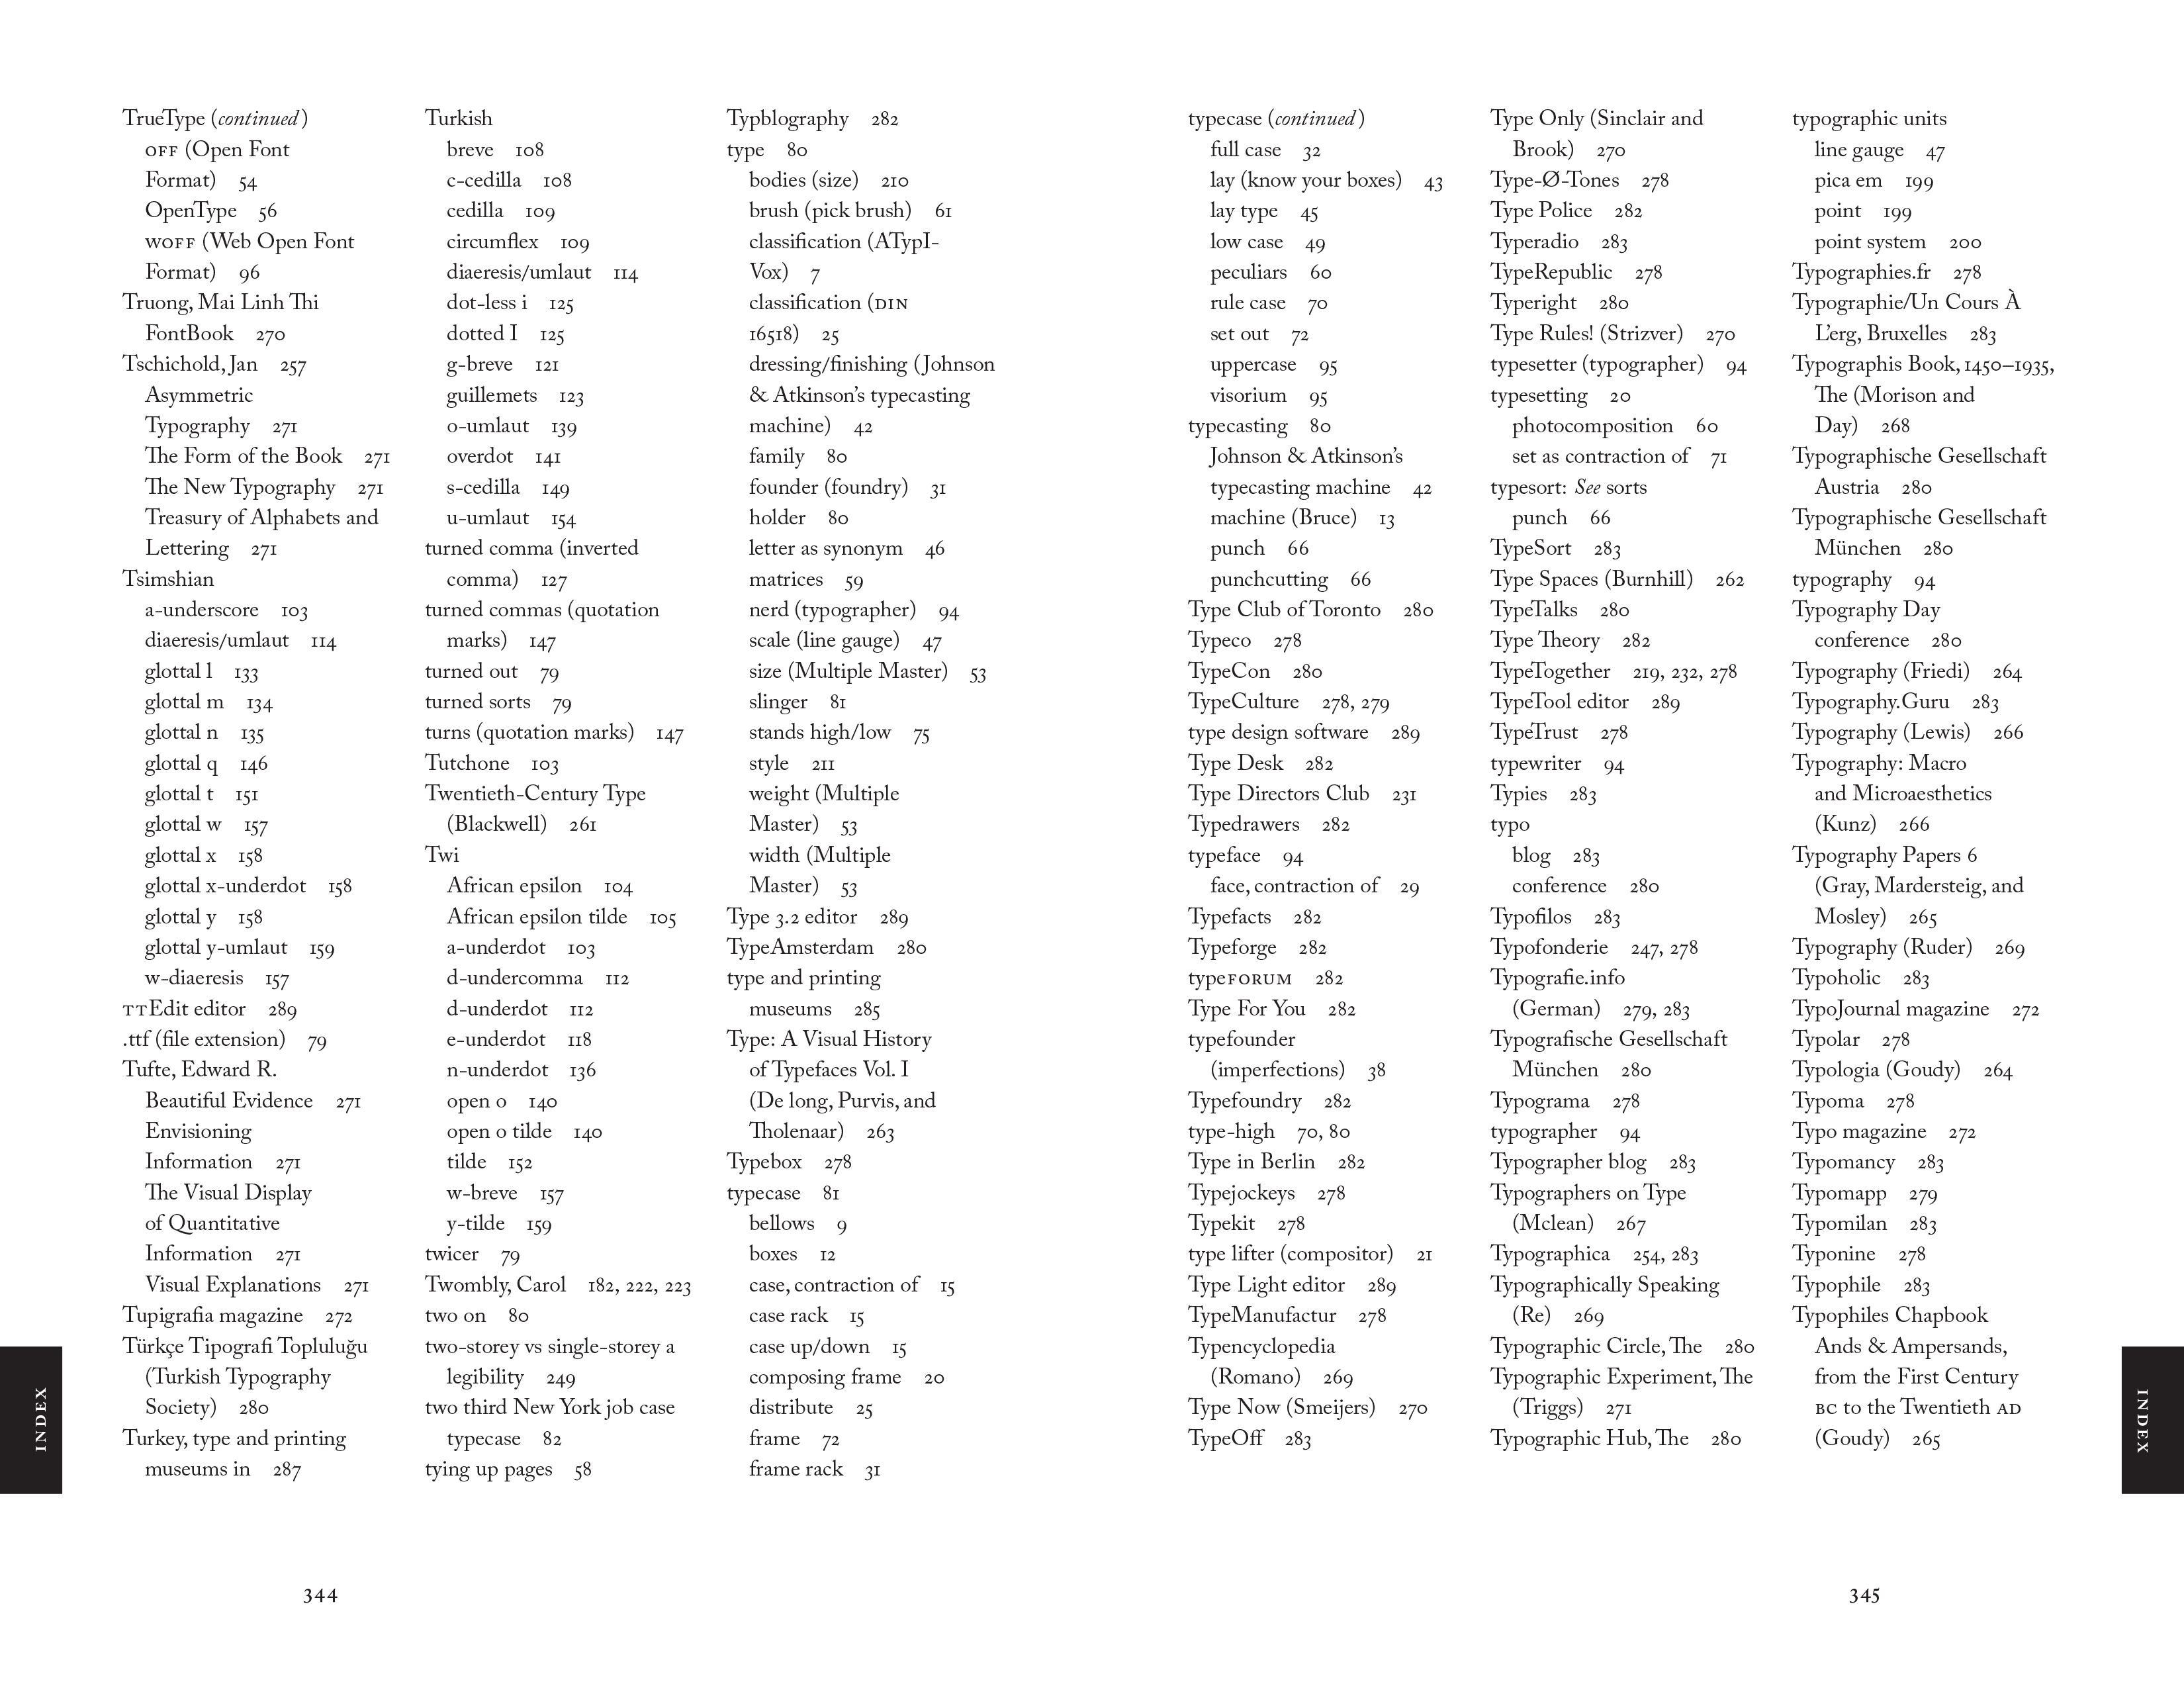 TrueType (continued)
OFF (Open Font
Format) 54
OpenType 56
WOFF (Web Open Font
Format) 96
Truong, Mai Linh Thi
FontBook 270
Tschichold, Jan 257
Asymmetric
Typography 271
The Form of the Book 271
The New Typography 271
Treasury of Alphabets and
Lettering 271
Tsimshian
a-underscore 103
diaeresis/umlaut 114
glottal l 133
glottal m 134
glottal n 135
glottal q 146
glottal t 151
glottal w 157
glottal x 158
glottal x-underdot 158
glottal y 158
glottal y-umlaut 159
w-diaeresis 157
TTEdit editor 289
.ttf (file extension) 79
Tufte, Edward R.
Beautiful Evidence 271
Envisioning
Information 271
The Visual Display
of Quantitative
Information 271
Visual Explanations 271
Tupigrafia magazine 272
Türkçe Tipografi Topluluğu
(Turkish Typography
Society) 280
Turkey, type and printing
museums in 287
Turkish
breve 108
c-cedilla 108
cedilla 109
circumflex 109
diaeresis/umlaut 114
dot-less i 125
dotted I 125
g-breve 121
guillemets 123
o-umlaut 139
overdot 141
s-cedilla 149
u-umlaut 154
turned comma (inverted
comma) 127
turned commas (quotation
marks) 147
turned out 79
turned sorts 79
turns (quotation marks) 147
Tutchone 103
Twentieth-Century Type
(Blackwell) 261
Twi
African epsilon 104
African epsilon tilde 105
a-underdot 103
d-undercomma 112
d-underdot 112
e-underdot 118
n-underdot 136
open o 140
open o tilde 140
tilde 152
w-breve 157
y-tilde 159
twicer 79
Twombly, Carol 182, 222, 223
two on 80
two-storey vs single-storey a
legibility 249
two third New York job case
typecase 82
tying up pages 58
Typblography 282
type 80
bodies (size) 210
brush (pick brush) 61
classification (ATypI-
Vox) 7
classification (DIN
16518) 25
dressing/finishing (Johnson
& Atkinson's typecasting
machine) 42
family 80
founder (foundry) 31
holder 80
letter as synonym 46
matrices 59
nerd (typographer) 94
scale (line gauge) 47
size (Multiple Master) 53
slinger 81
stands high/low 75
style 211
weight (Multiple
Master) 53
width (Multiple
Master) 53
Type 3.2 editor 289
TypeAmsterdam 280
type and printing
museums 285
Type: A Visual History
of Typefaces Vol. I
(De long, Purvis, and
Tholenaar) 263
Typebox 278
typecase 81
bellows 9
boxes 12
case, contraction of 15
case rack 15
case up/down 15
composing frame 20
distribute 25
frame 72
frame rack 31
344
typecase (continued)
full case 32
lay (know your boxes) 43
lay type 45
low case 49
peculiars 60
rule case 70
set out 72
uppercase 95
visorium 95
typecasting 80
Johnson & Atkinson's
typecasting machine 42
machine (Bruce) 13
punch 66
punchcutting 66
Type Club of Toronto 280
Typeco 278
TypeCon 280
TypeCulture 278, 279
type design software 289
Type Desk 282
Type Directors Club 231
Typedrawers 282
typeface 94
face, contraction of 29
Typefacts 282
Typeforge 282
typeFORUM 282
Type For You 282
typefounder
(imperfections) 38
Typefoundry 282
type-high 70, 80
Type in Berlin 282
Typejockeys 278
Typekit 278
type lifter (compositor) 21
Type Light editor 289
TypeManufactur 278
Typencyclopedia
(Romano) 269
Type Now (Smeijers) 270
TypeOff 283
Type Only (Sinclair and
Brook) 270
Type-Ø-Tones 278
Type Police 282
Typeradio 283
TypeRepublic 278
Typeright 280
Type Rules! (Strizver) 270
typesetter (typographer) 94
typesetting 20
photocomposition 60
set as contraction of 71
typesort: See sorts
punch 66
TypeSort 283
Type Spaces (Burnhill) 262
TypeTalks 280
Type Theory 282
TypeTogether 219, 232, 278
TypeTool editor 289
TypeTrust 278
typewriter 94
Typies 283
typo
blog 283
conference 280
Typofilos 283
Typofonderie 247, 278
Typografie.info
(German) 279, 283
Typografische Gesellschaft
München 280
Typograma 278
typographer 94
Typographer blog 283
Typographers on Type
(Mclean) 267
Typographica 254, 283
Typographically Speaking
(Re) 269
Typographic Circle, The 280
Typographic Experiment, The
(Triggs) 271
Typographic Hub, The 280
typographic units
line gauge 47
pica em 199
point 199
point system 200
Typographies.fr 278
Typographie/Un Cours À
L'erg, Bruxelles 283
Typographis Book, 1450–1935,
The (Morison and
Day) 268
Typographische Gesellschaft
Austria 280
Typographische Gesellschaft
München 280
typography 94
Typography Day
conference 280
Typography (Friedi) 264
Typography.Guru 283
Typography (Lewis) 266
Typography: Macro
and Microaesthetics
(Kunz) 266
Typography Papers 6
(Gray, Mardersteig, and
Mosley) 265
Typography (Ruder) 269
Typoholic 283
TypoJournal magazine 272
Typolar 278
Typologia (Goudy) 264
Typoma 278
Typo magazine 272
Typomancy 283
Typomapp 279
Typomilan 283
Typonine 278
Typophile 283
Typophiles Chapbook
Ands & Ampersands,
from the First Century
BC to the Twentieth AD
(Goudy) 265
345
INDEX
INDEX